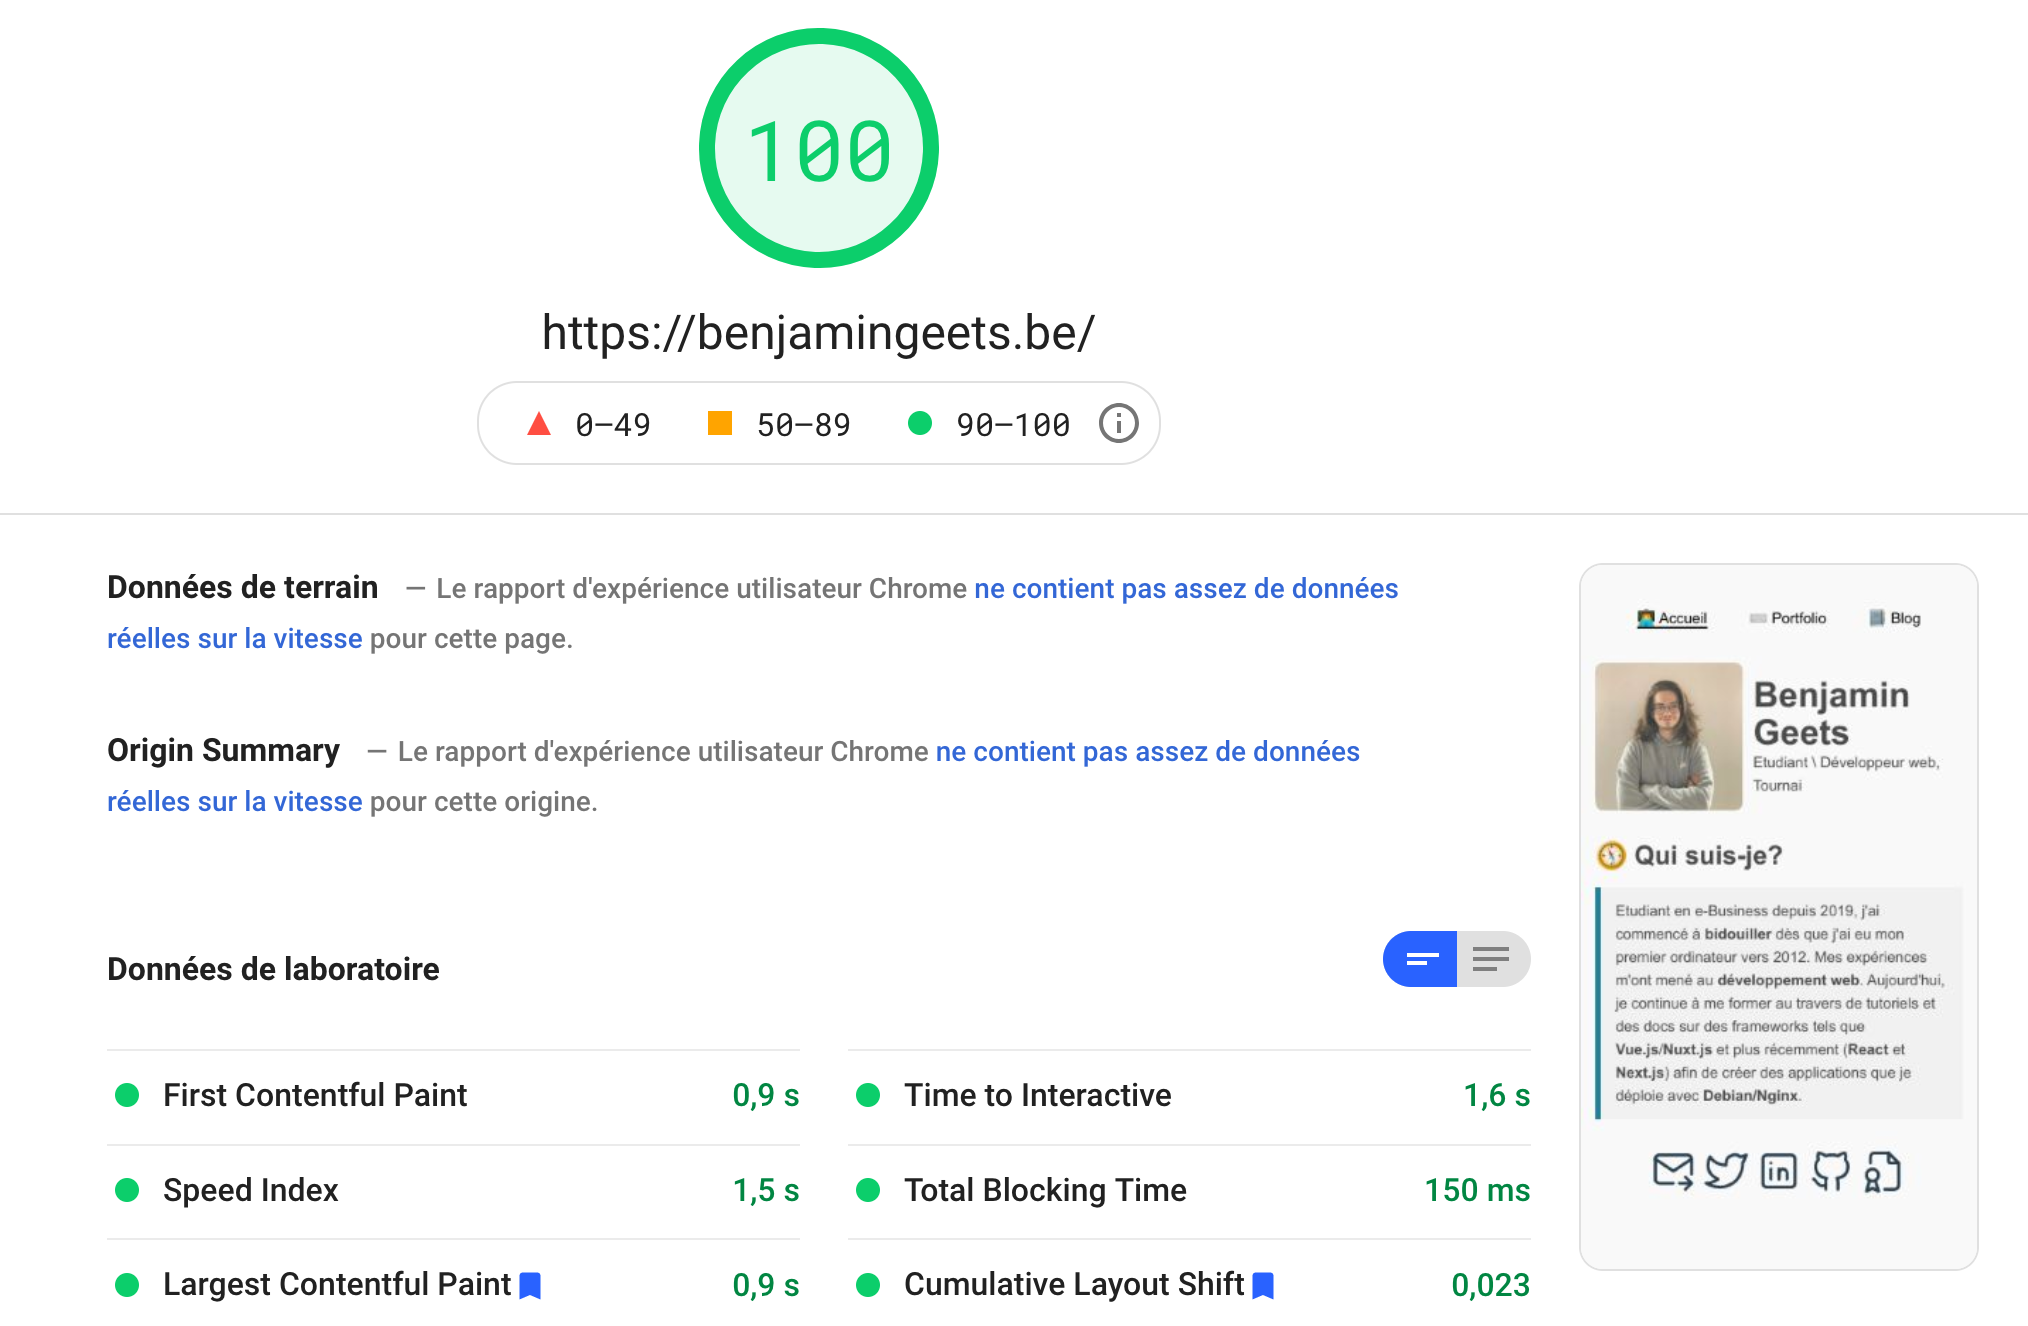 100
https://benjamingeets.be/
0–49 50–89 90–100
Données de terrain — Le rapport d'expérience utilisateur Chrome ne contient pas assez de données
réelles sur la vitesse pour cette page.
Origin Summary — Le rapport d'expérience utilisateur Chrome ne contient pas assez de données
réelles sur la vitesse pour cette origine.
Données de laboratoire
First Contentful Paint 0,9 s
Time to Interactive 1,6 s
Speed Index 1,5 s
Total Blocking Time 150 ms
Largest Contentful Paint 0,9 s
Cumulative Layout Shift 0,023
Accueil Portfolio Blog
Benjamin
Geets
Etudiant \ Développeur web,
Tournai
Qui suis-je?
Etudiant en e-Business depuis 2019, j'ai
commencé à bidouiller dès que j'ai eu mon
premier ordinateur vers 2012. Mes expériences
m'ont mené au développement web. Aujourd'hui,
je continue à me former au travers de tutoriels et
des docs sur des frameworks tels que
Vue.js/Nuxt.js et plus récemment (React et
Next.js) afin de créer des applications que je
déploie avec Debian/Nginx.
in